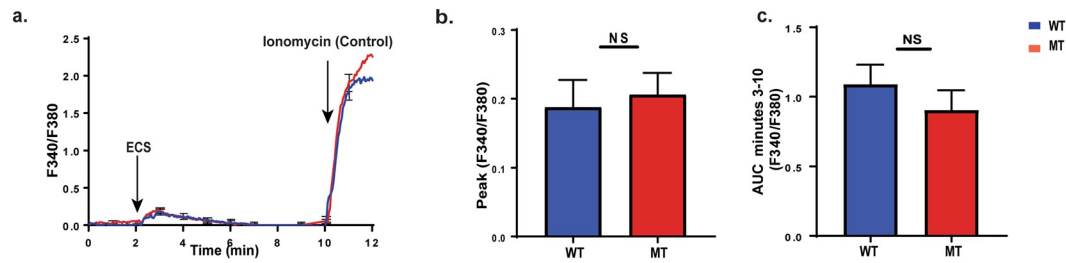 a.
F340/F380
2.5
2.0
1.5
1.0
0.5
0.0
ECS
Ionomycin (Control)
0 2 4 6 8 10 12
Time (min)
b.
Peak (F340/F380)
0.3
0.2
0.1
0.0
NS
WT MT
c.
AUC minutes 3-10
(F340/F380)
1.5
1.0
0.5
0.0
NS
WT MT
WT
MT